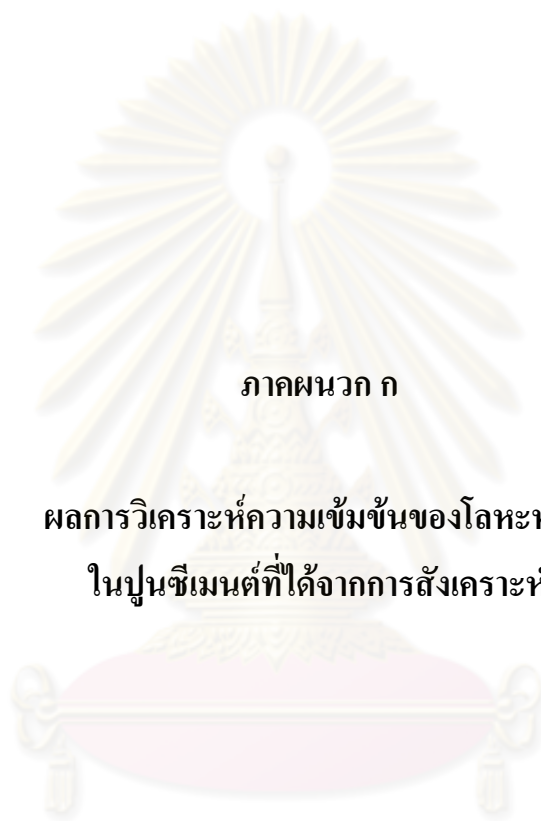 ภาคผนวก ก
ผลการวิเคราะห์ความเข้มข้นของโลหะห
ในปูนซีเมนต์ที่ได้จากการสังเคราะห์